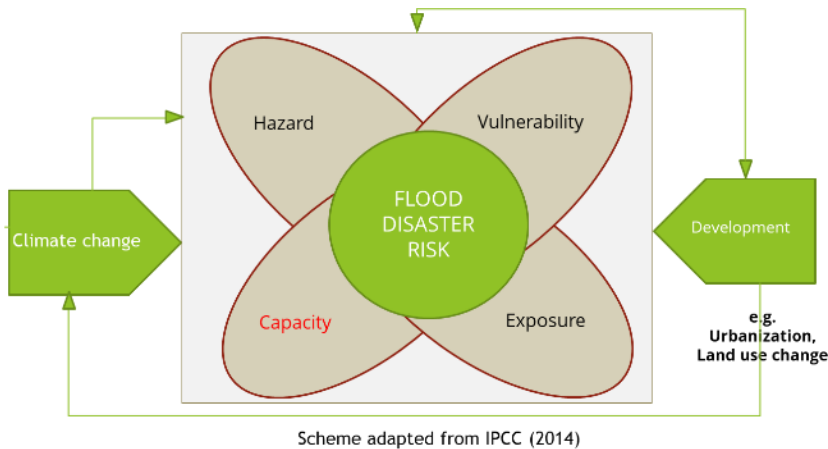 Hazard
Vulnerability
FLOOD
DISASTER
RISK
Climate change
Development
Capacity
Exposure
e.g.
Urbanization,
Land use change
Scheme adapted from IPCC (2014)